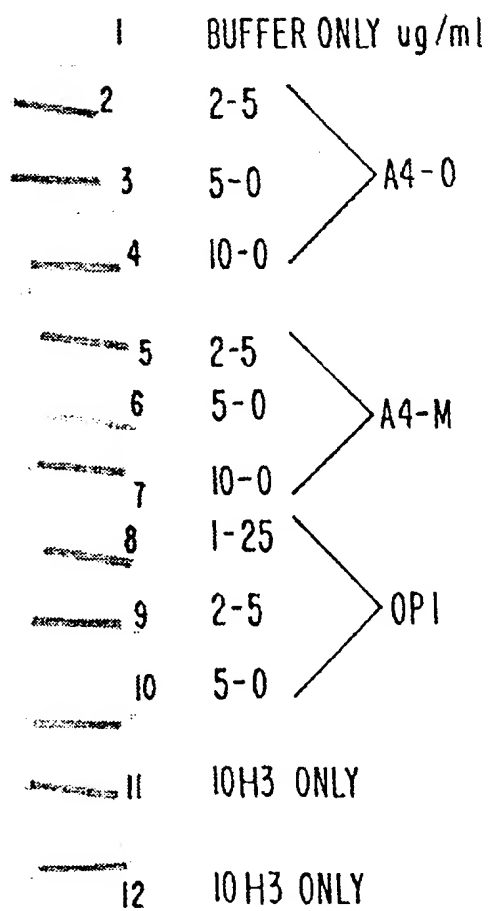 1 BUFFER ONLY ug/ml
2 2-5
A4-0
3 5-0
4 10-0
5 2-5
6 5-0
A4-M
7 10-0
8 1-25
9 2-5
OP1
10 5-0
11 10H3 ONLY
12 10H3 ONLY